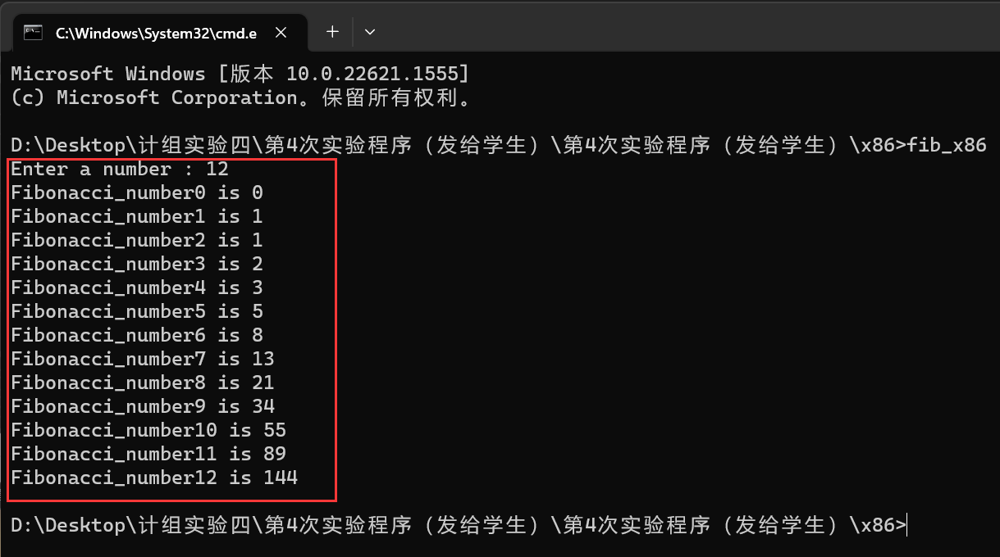 C:\Windows\System32\cmd.e
Microsoft Windows [版本 10.0.22621.1555]
(c) Microsoft Corporation。保留所有权利。
D:\Desktop\计组实验四\第4次实验程序（发给学生）\第4次实验程序（发给学生）\x86>fib_x86
Enter a number : 12
Fibonacci_number0 is 0
Fibonacci_number1 is 1
Fibonacci_number2 is 1
Fibonacci_number3 is 2
Fibonacci_number4 is 3
Fibonacci_number5 is 5
Fibonacci_number6 is 8
Fibonacci_number7 is 13
Fibonacci_number8 is 21
Fibonacci_number9 is 34
Fibonacci_number10 is 55
Fibonacci_number11 is 89
Fibonacci_number12 is 144
D:\Desktop\计组实验四\第4次实验程序（发给学生）\第4次实验程序（发给学生）\x86>